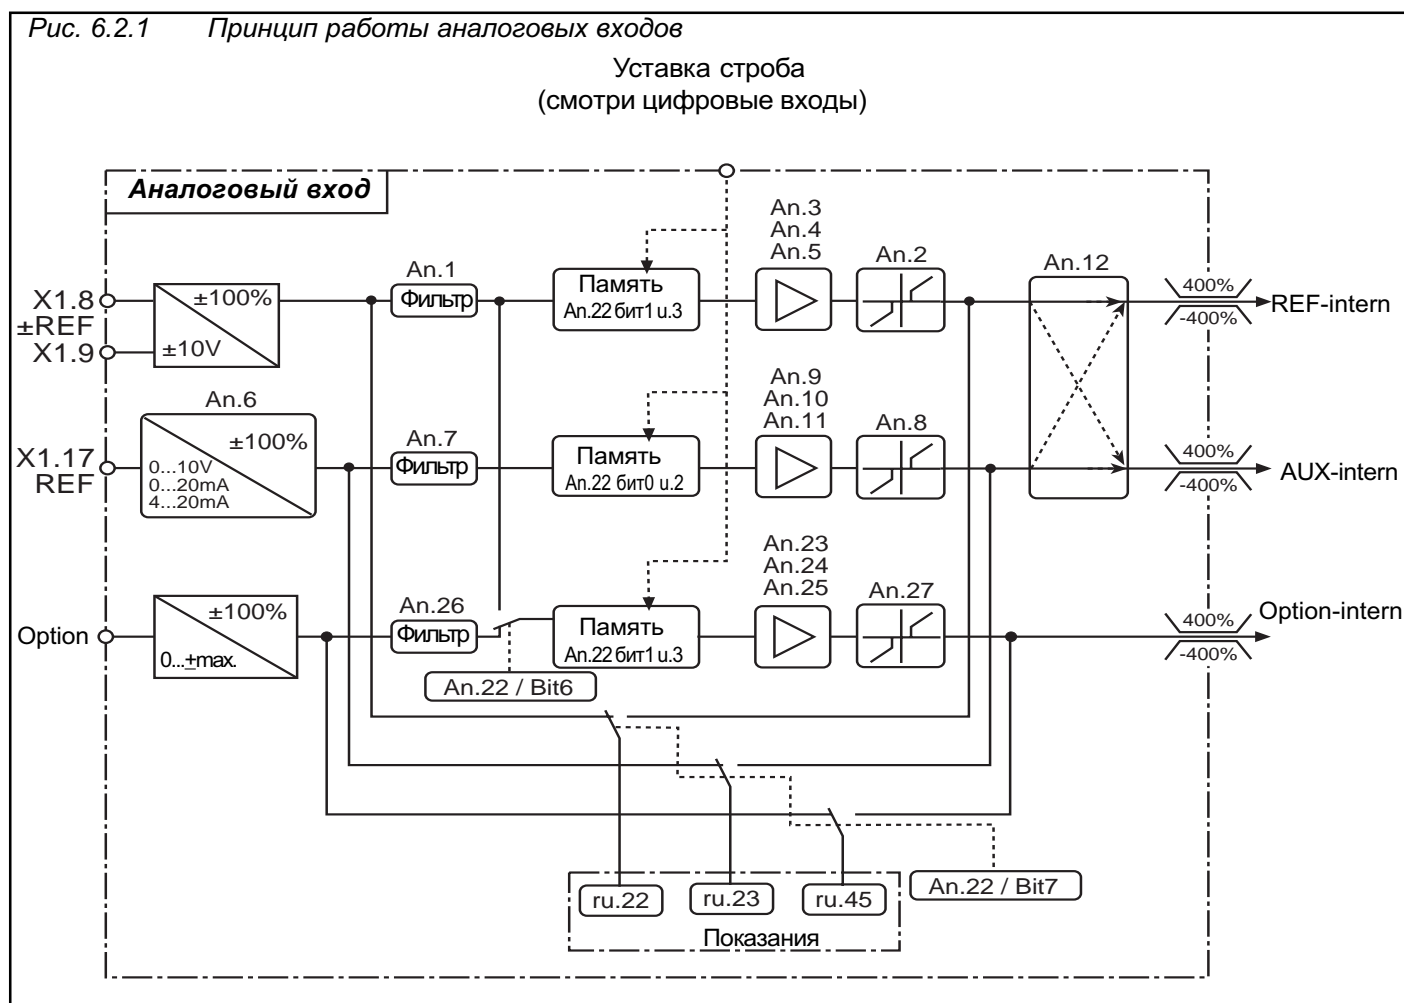 Рис. 6.2.1 Принцип работы аналоговых входов
Уставка строба
(смотри цифровые входы)
Аналоговый вход
An.3
An.4
An.5
An.1
An.2
An.12
X1.8
±REF
X1.9
±100%
±10V
Фильтр
Память
An.22 бит1 u.3
400%
-400%
REF-intern
An.6
An.9
An.10
An.11
An.7
An.8
X1.17
REF
±100%
0...10V
0...20mA
4...20mA
Фильтр
Память
An.22 бит0 u.2
400%
-400%
AUX-intern
An.23
An.24
An.25
An.26
An.27
Option
±100%
0...±max.
Фильтр
Память
An.22 бит1 u.3
400%
-400%
Option-intern
An.22 / Bit6
An.22 / Bit7
ru.22
ru.23
ru.45
Показания